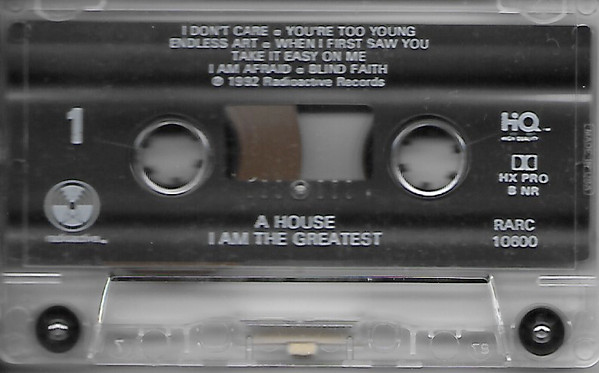 I DON'T CARE ▫ YOU'RE TOO YOUNG
ENDLESS ART ▫ WHEN I FIRST SAW YOU
TAKE IT EASY ON ME
I AM AFRAID ▫ BLIND FAITH
© 1992 Radioactive Records
1
HQ
HIGH QUALITY
HX PRO
B NR
A HOUSE
I AM THE GREATEST
RARC
10600